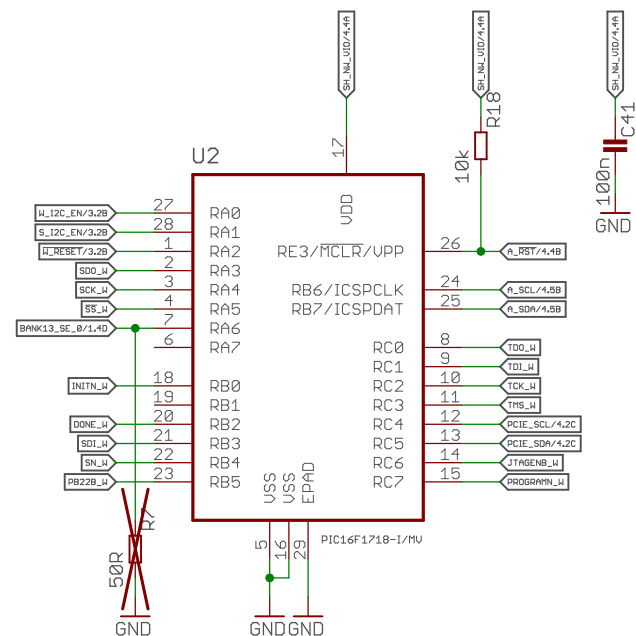 SH_NW_VIO/4.4A
SH_NW_VIO/4.4A
SH_NW_VIO/4.4A
R18
10k
C41
100n
GND
U2
17
VDD
W_I2C_EN/3.2B 27 RA0
S_I2C_EN/3.2B 28 RA1
W_RESET/3.2B 1 RA2
SDO_W 2 RA3
SCK_W 3 RA4
SS_W 4 RA5
BANK13_SE_0/1.4D 7 RA6
6 RA7
INITN_W 18 RB0
19 RB1
DONE_W 20 RB2
SDI_W 21 RB3
SN_W 22 RB4
PB22B_W 23 RB5
RE3/MCLR/VPP 26 A_RST/4.4B
RB6/ICSPCLK 24 A_SCL/4.5B
RB7/ICSPDAT 25 A_SDA/4.5B
RC0 8 TDO_W
RC1 9 TDI_W
RC2 10 TCK_W
RC3 11 TMS_W
RC4 12 PCIE_SCL/4.2C
RC5 13 PCIE_SDA/4.2C
RC6 14 JTAGENB_W
RC7 15 PROGRAMN_W
VSS
VSS
EPAD
5
16
29
PIC16F1718-I/MV
R7
50R
GND
GND
GND